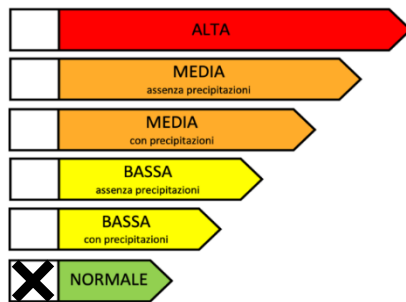 ALTA
MEDIA
assenza precipitazioni
MEDIA
con precipitazioni
BASSA
assenza precipitazioni
BASSA
con precipitazioni
NORMALE